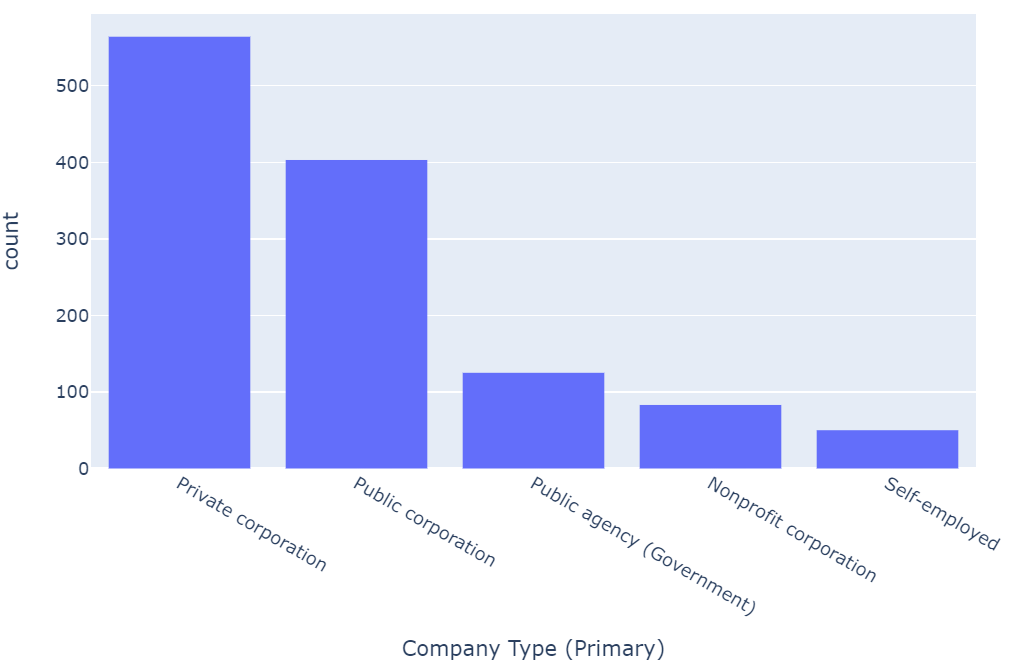 500
400
300
200
100
0
count
Private corporation
Public corporation
Public agency (Government)
Nonprofit corporation
Self-employed
Company Type (Primary)